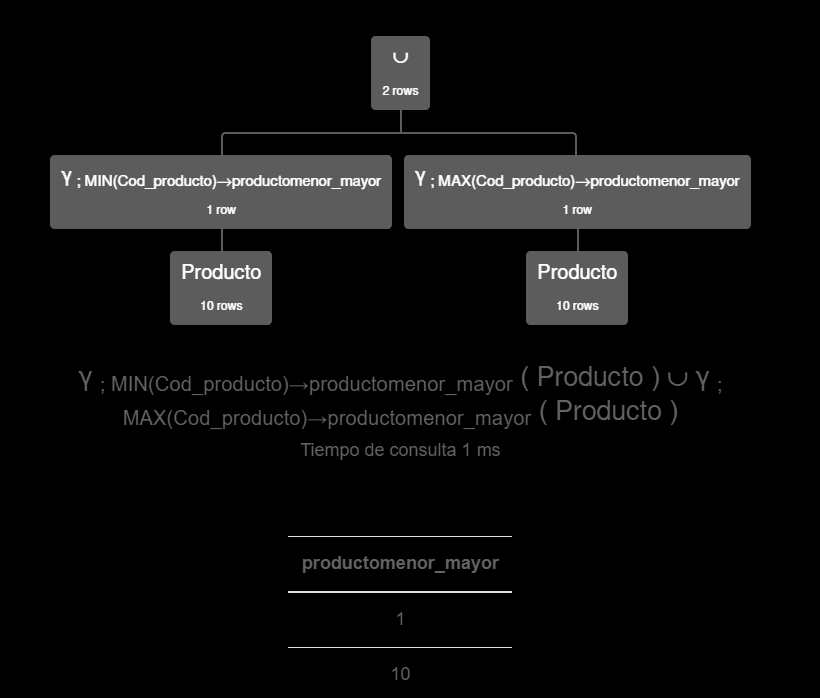 ∪
2 rows
γ ; MIN(Cod_producto)→productomenor_mayor
1 row
γ ; MAX(Cod_producto)→productomenor_mayor
1 row
Producto
10 rows
Producto
10 rows
γ ; MIN(Cod_producto)→productomenor_mayor ( Producto ) ∪ γ ;
MAX(Cod_producto)→productomenor_mayor ( Producto )
Tiempo de consulta 1 ms
productomenor_mayor
1
10